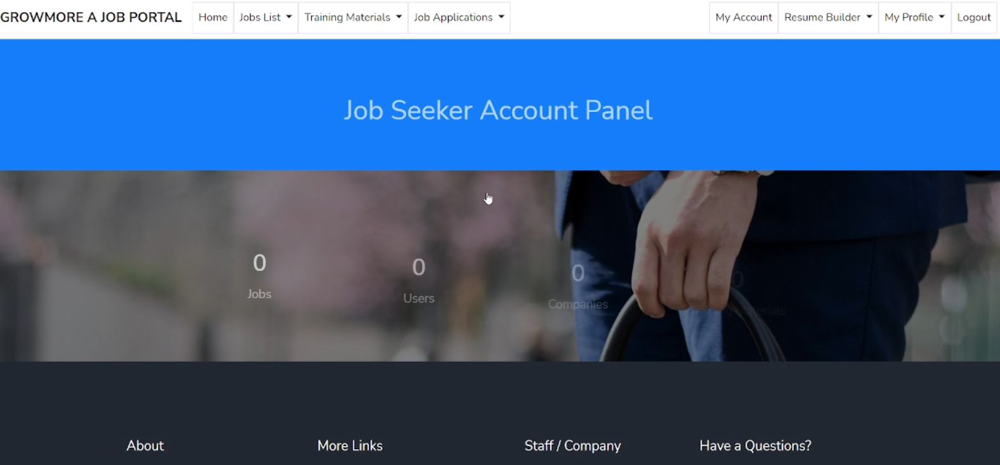 GROWMORE A JOB PORTAL Home Jobs List Training Materials Job Applications My Account Resume Builder My Profile Logout
Job Seeker Account Panel
0
Jobs
0
Users
0
Companies
0
Footer
About
More Links
Staff / Company
Have a Questions?